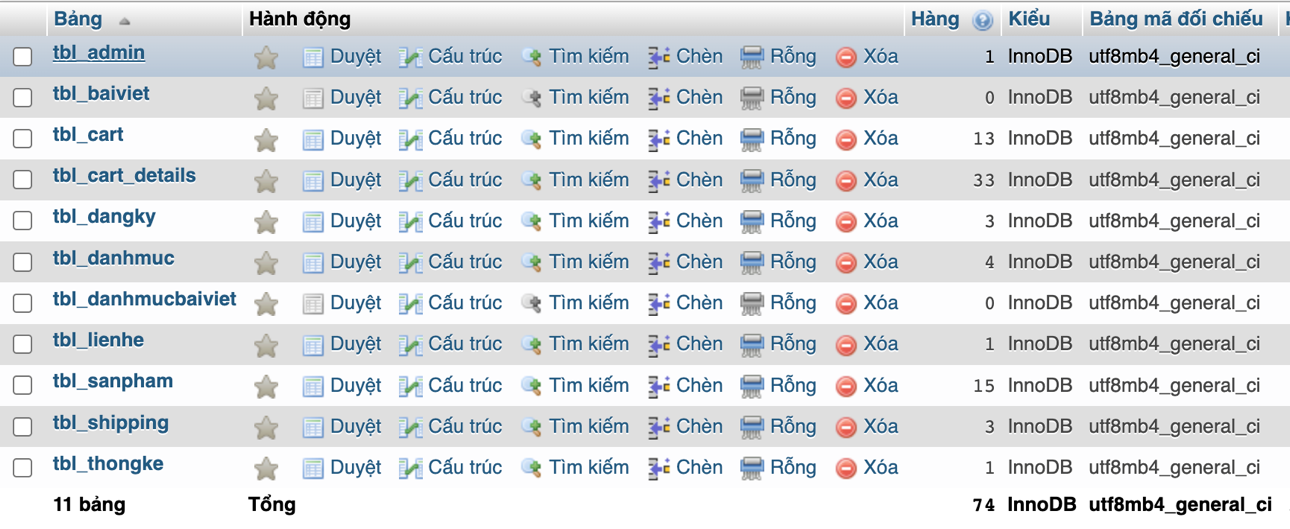 Bảng Hành động Hàng Kiểu Bảng mã đối chiếu
tbl_admin Duyệt Cấu trúc Tìm kiếm Chèn Rỗng Xóa 1 InnoDB utf8mb4_general_ci
tbl_baiviet Duyệt Cấu trúc Tìm kiếm Chèn Rỗng Xóa 0 InnoDB utf8mb4_general_ci
tbl_cart Duyệt Cấu trúc Tìm kiếm Chèn Rỗng Xóa 13 InnoDB utf8mb4_general_ci
tbl_cart_details Duyệt Cấu trúc Tìm kiếm Chèn Rỗng Xóa 33 InnoDB utf8mb4_general_ci
tbl_dangky Duyệt Cấu trúc Tìm kiếm Chèn Rỗng Xóa 3 InnoDB utf8mb4_general_ci
tbl_danhmuc Duyệt Cấu trúc Tìm kiếm Chèn Rỗng Xóa 4 InnoDB utf8mb4_general_ci
tbl_danhmucbaiviet Duyệt Cấu trúc Tìm kiếm Chèn Rỗng Xóa 0 InnoDB utf8mb4_general_ci
tbl_lienhe Duyệt Cấu trúc Tìm kiếm Chèn Rỗng Xóa 1 InnoDB utf8mb4_general_ci
tbl_sanpham Duyệt Cấu trúc Tìm kiếm Chèn Rỗng Xóa 15 InnoDB utf8mb4_general_ci
tbl_shipping Duyệt Cấu trúc Tìm kiếm Chèn Rỗng Xóa 3 InnoDB utf8mb4_general_ci
tbl_thongke Duyệt Cấu trúc Tìm kiếm Chèn Rỗng Xóa 1 InnoDB utf8mb4_general_ci
11 bảng Tổng 74 InnoDB utf8mb4_general_ci